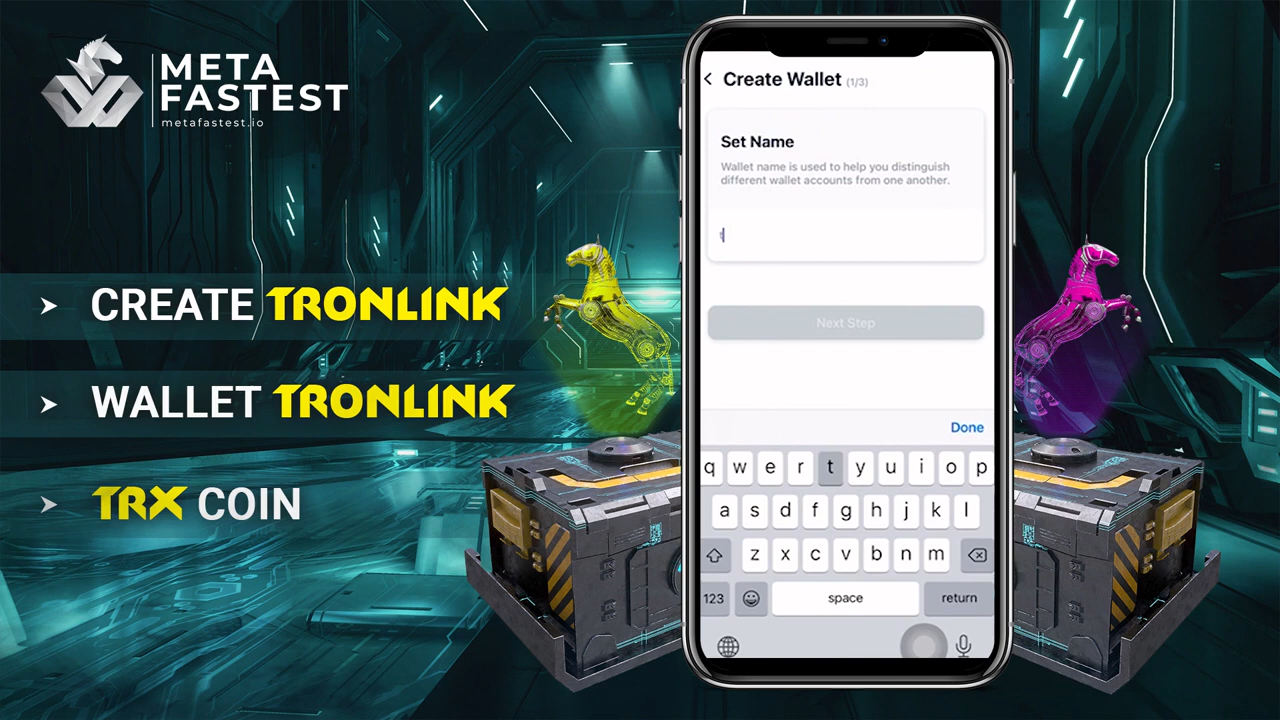 META
FASTEST
metafastest.io
CREATE TRONLINK
WALLET TRONLINK
TRX COIN
Create Wallet (1/3)
Set Name
Wallet name is used to help you distinguish
different wallet accounts from one another.
t
Next Step
Done
q w e r t y u i o p
a s d f g h j k l
z x c v b n m
123 space return